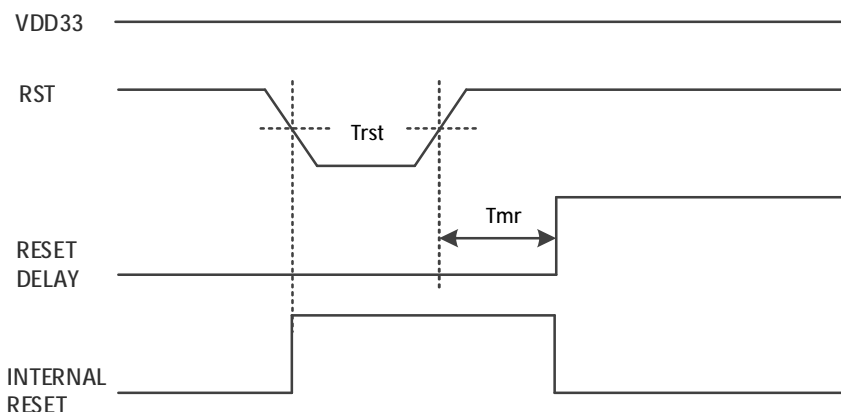 VDD33
RST
Trst
Tmr
RESET
DELAY
INTERNAL
RESET